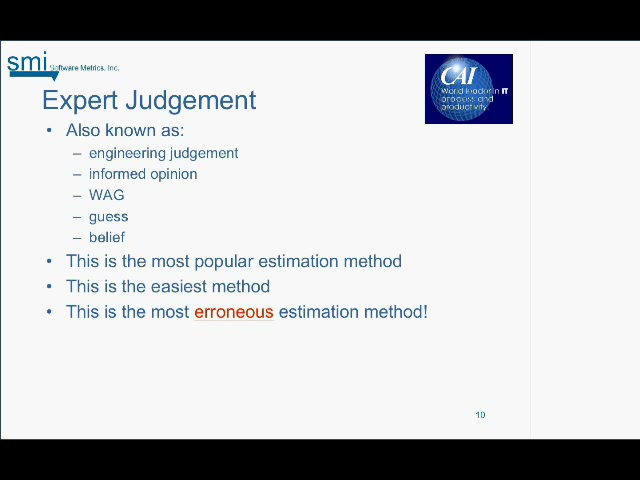 smi Software Metrics, Inc.
CAI
World leader in IT
process and
productivity
Expert Judgement
• Also known as:
– engineering judgement
– informed opinion
– WAG
– guess
– belief
• This is the most popular estimation method
• This is the easiest method
• This is the most erroneous estimation method!
10